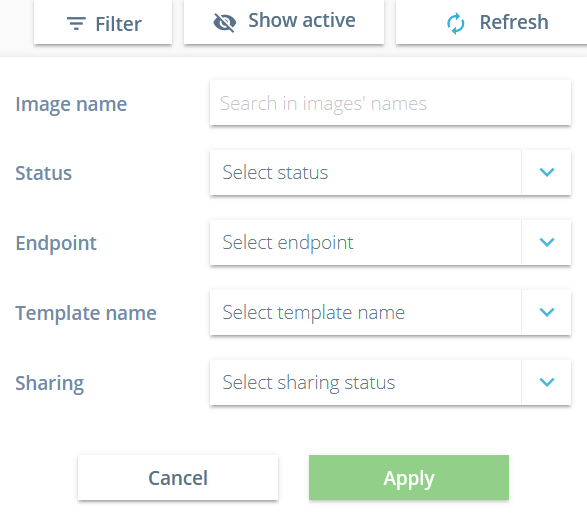 Filter
Show active
Refresh
Image name
Search in images' names
Status
Select status
Endpoint
Select endpoint
Template name
Select template name
Sharing
Select sharing status
Cancel
Apply